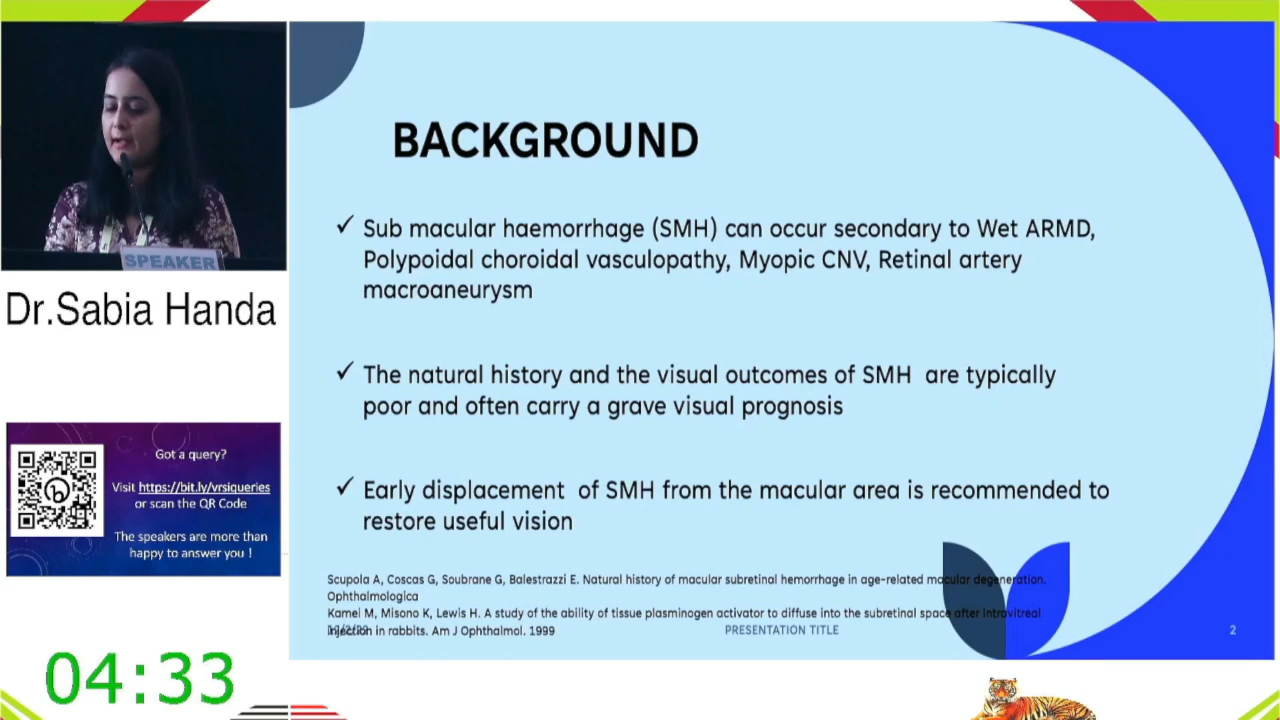 SPEAKER
Dr.Sabia Handa
Got a query?
Visit https://bit.ly/vrsiqueries
or scan the QR Code
The speakers are more than
happy to answer you !
04:33
BACKGROUND
✓ Sub macular haemorrhage (SMH) can occur secondary to Wet ARMD,
Polypoidal choroidal vasculopathy, Myopic CNV, Retinal artery
macroaneurysm
✓ The natural history and the visual outcomes of SMH are typically
poor and often carry a grave visual prognosis
✓ Early displacement of SMH from the macular area is recommended to
restore useful vision
Scupola A, Coscas G, Soubrane G, Balestrazzi E. Natural history of macular subretinal hemorrhage in age-related macular degeneration.
Ophthalmologica
Kamei M, Misono K, Lewis H. A study of the ability of tissue plasminogen activator to diffuse into the subretinal space after intravitreal
injection in rabbits. Am J Ophthalmol. 1999
PRESENTATION TITLE
2